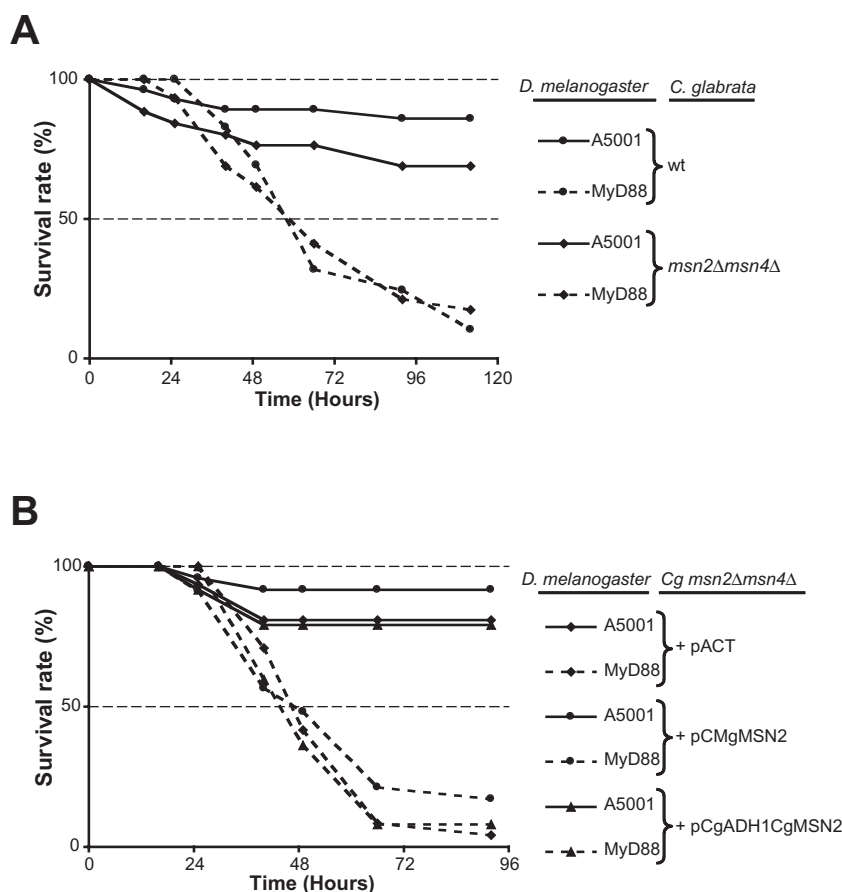 A
D. melanogaster C. glabrata
100
50
0
Survival rate (%)
0 24 48 72 96 120
Time (Hours)
A5001
MyD88
wt
A5001
MyD88
msn2Δmsn4Δ
B
D. melanogaster Cg msn2Δmsn4Δ
100
50
0
Survival rate (%)
0 24 48 72 96
Time (Hours)
A5001
MyD88
+ pACT
A5001
MyD88
+ pCMgMSN2
A5001
MyD88
+ pCgADH1CgMSN2